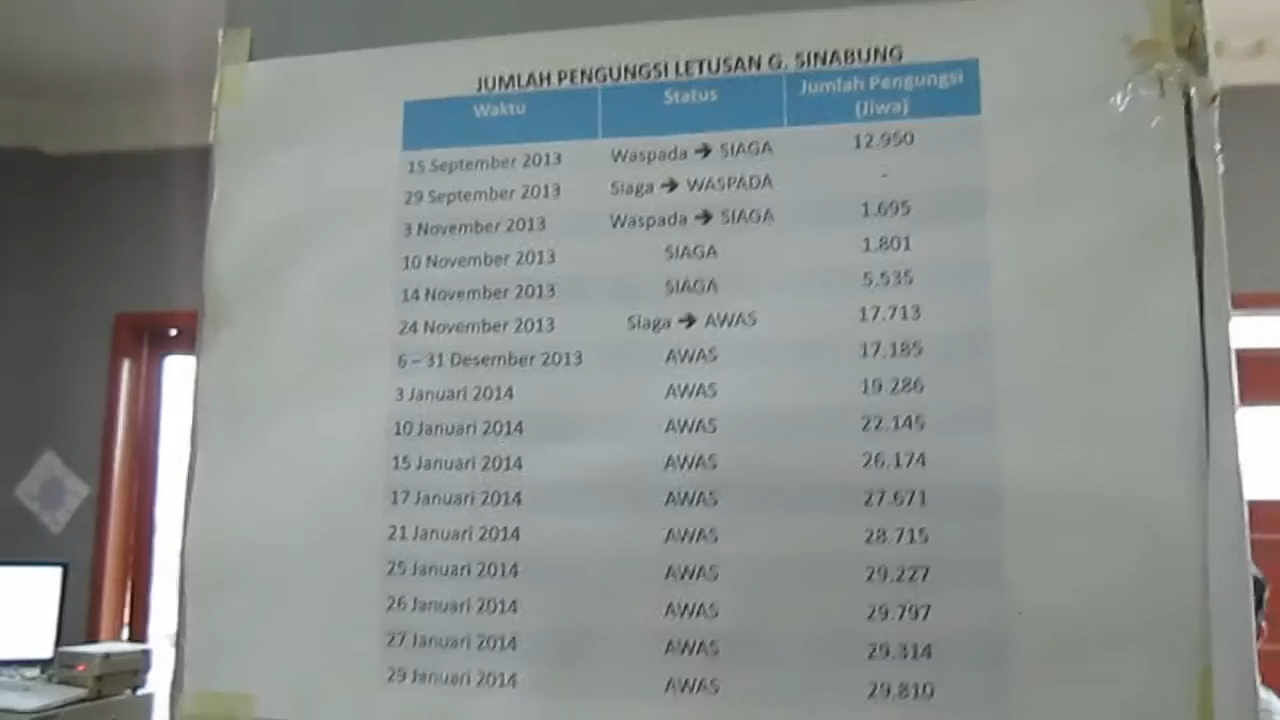 JUMLAH PENGUNGSI LETUSAN G. SINABUNG
Waktu Status Jumlah Pengungsi (Jiwa)
15 September 2013 Waspada → SIAGA 12.950
29 September 2013 Siaga → WASPADA -
3 November 2013 Waspada → SIAGA 1.695
10 November 2013 SIAGA 1.801
14 November 2013 SIAGA 5.535
24 November 2013 Siaga → AWAS 17.713
6 – 31 Desember 2013 AWAS 17.185
3 Januari 2014 AWAS 19.286
10 Januari 2014 AWAS 22.145
15 Januari 2014 AWAS 26.174
17 Januari 2014 AWAS 27.671
21 Januari 2014 AWAS 28.715
25 Januari 2014 AWAS 29.227
26 Januari 2014 AWAS 29.797
27 Januari 2014 AWAS 29.314
29 Januari 2014 AWAS 29.810